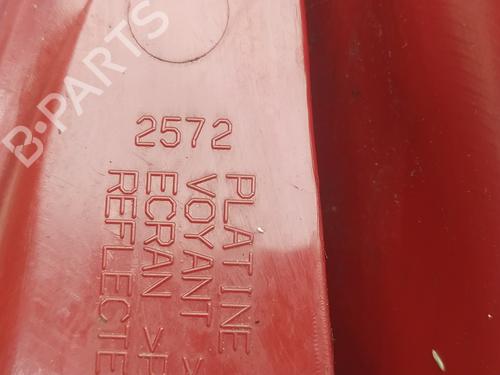 B-PARTS
2572
PLATINE
VOYANT >
ECRAN >P
REFLECTE